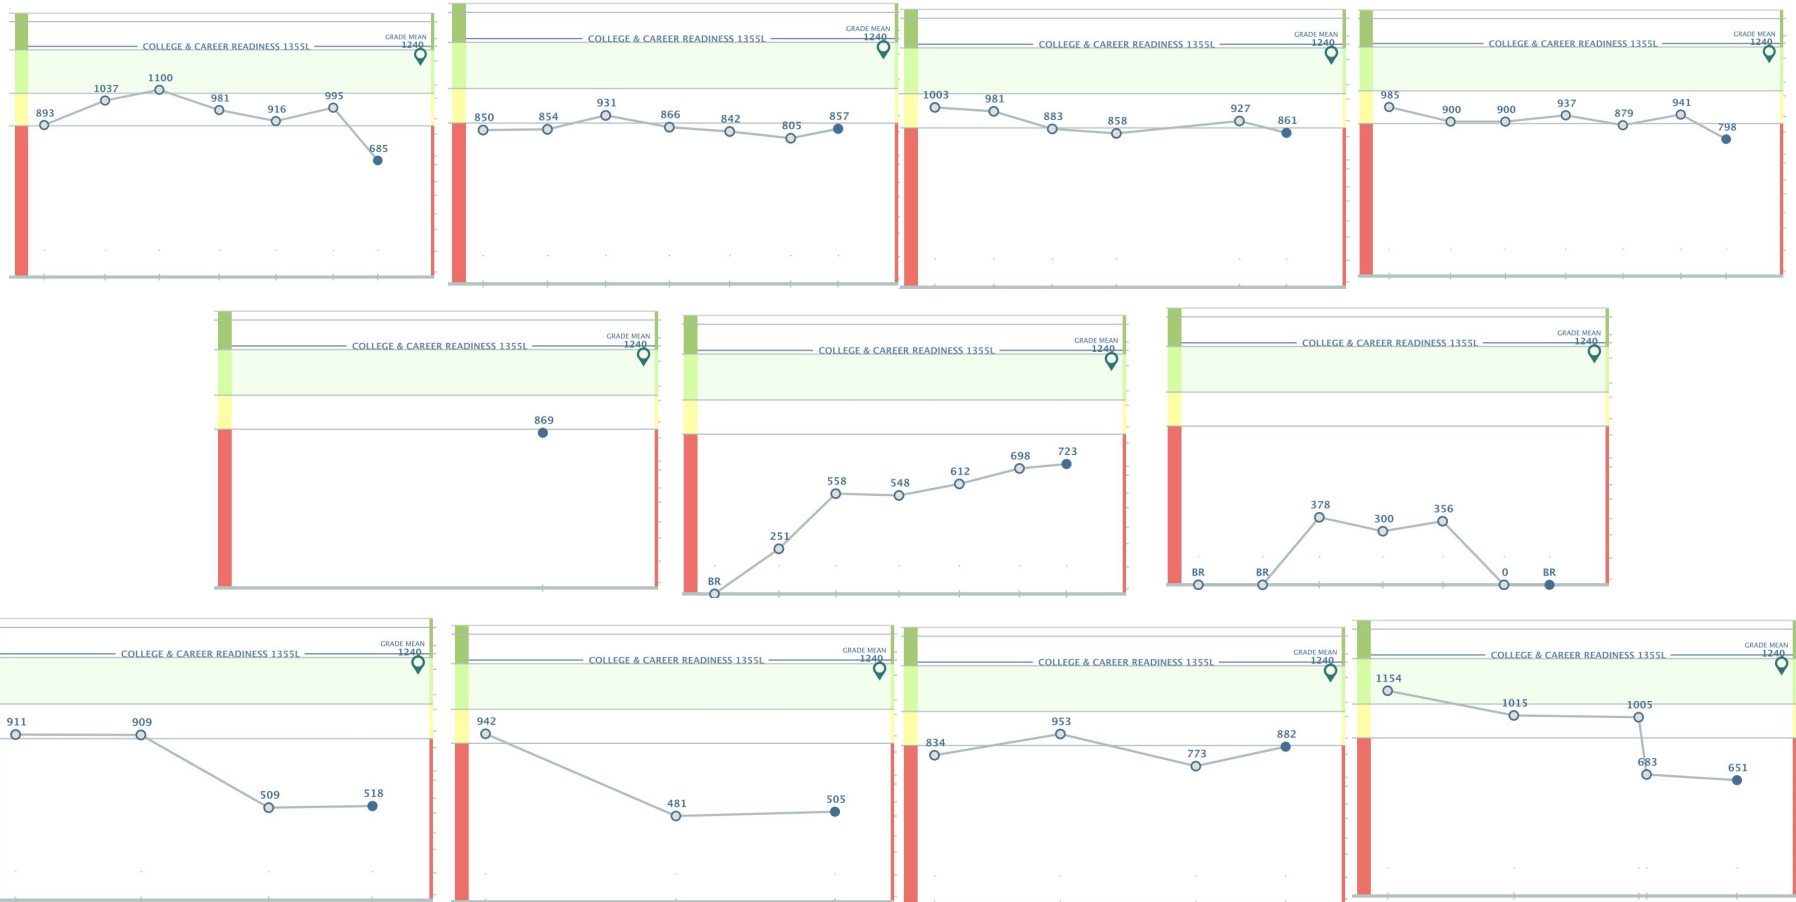 GRADE MEAN
1240
COLLEGE & CAREER READINESS 1355L
893
1037
1100
981
916
995
685
GRADE MEAN
1240
COLLEGE & CAREER READINESS 1355L
850
854
931
866
842
805
857
GRADE MEAN
1240
COLLEGE & CAREER READINESS 1355L
1003
981
883
858
927
861
GRADE MEAN
1240
COLLEGE & CAREER READINESS 1355L
985
900
900
937
879
941
798
GRADE MEAN
1240
COLLEGE & CAREER READINESS 1355L
869
GRADE MEAN
1240
COLLEGE & CAREER READINESS 1355L
BR
251
558
548
612
698
723
GRADE MEAN
1240
COLLEGE & CAREER READINESS 1355L
BR
BR
378
300
356
0
BR
GRADE MEAN
1240
COLLEGE & CAREER READINESS 1355L
911
909
509
518
GRADE MEAN
1240
COLLEGE & CAREER READINESS 1355L
942
481
505
GRADE MEAN
1240
COLLEGE & CAREER READINESS 1355L
834
953
773
882
GRADE MEAN
1240
COLLEGE & CAREER READINESS 1355L
1154
1015
1005
683
651